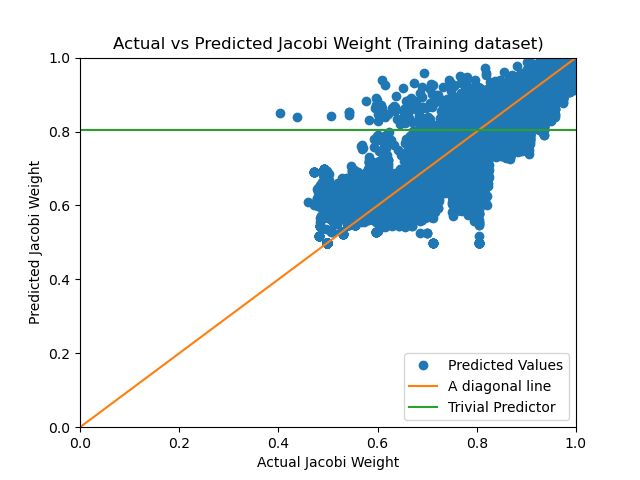 Actual vs Predicted Jacobi Weight (Training dataset)
Predicted Jacobi Weight
1.0
0.8
0.6
0.4
0.2
0.0
Predicted Values
A diagonal line
Trivial Predictor
0.0 0.2 0.4 0.6 0.8 1.0
Actual Jacobi Weight